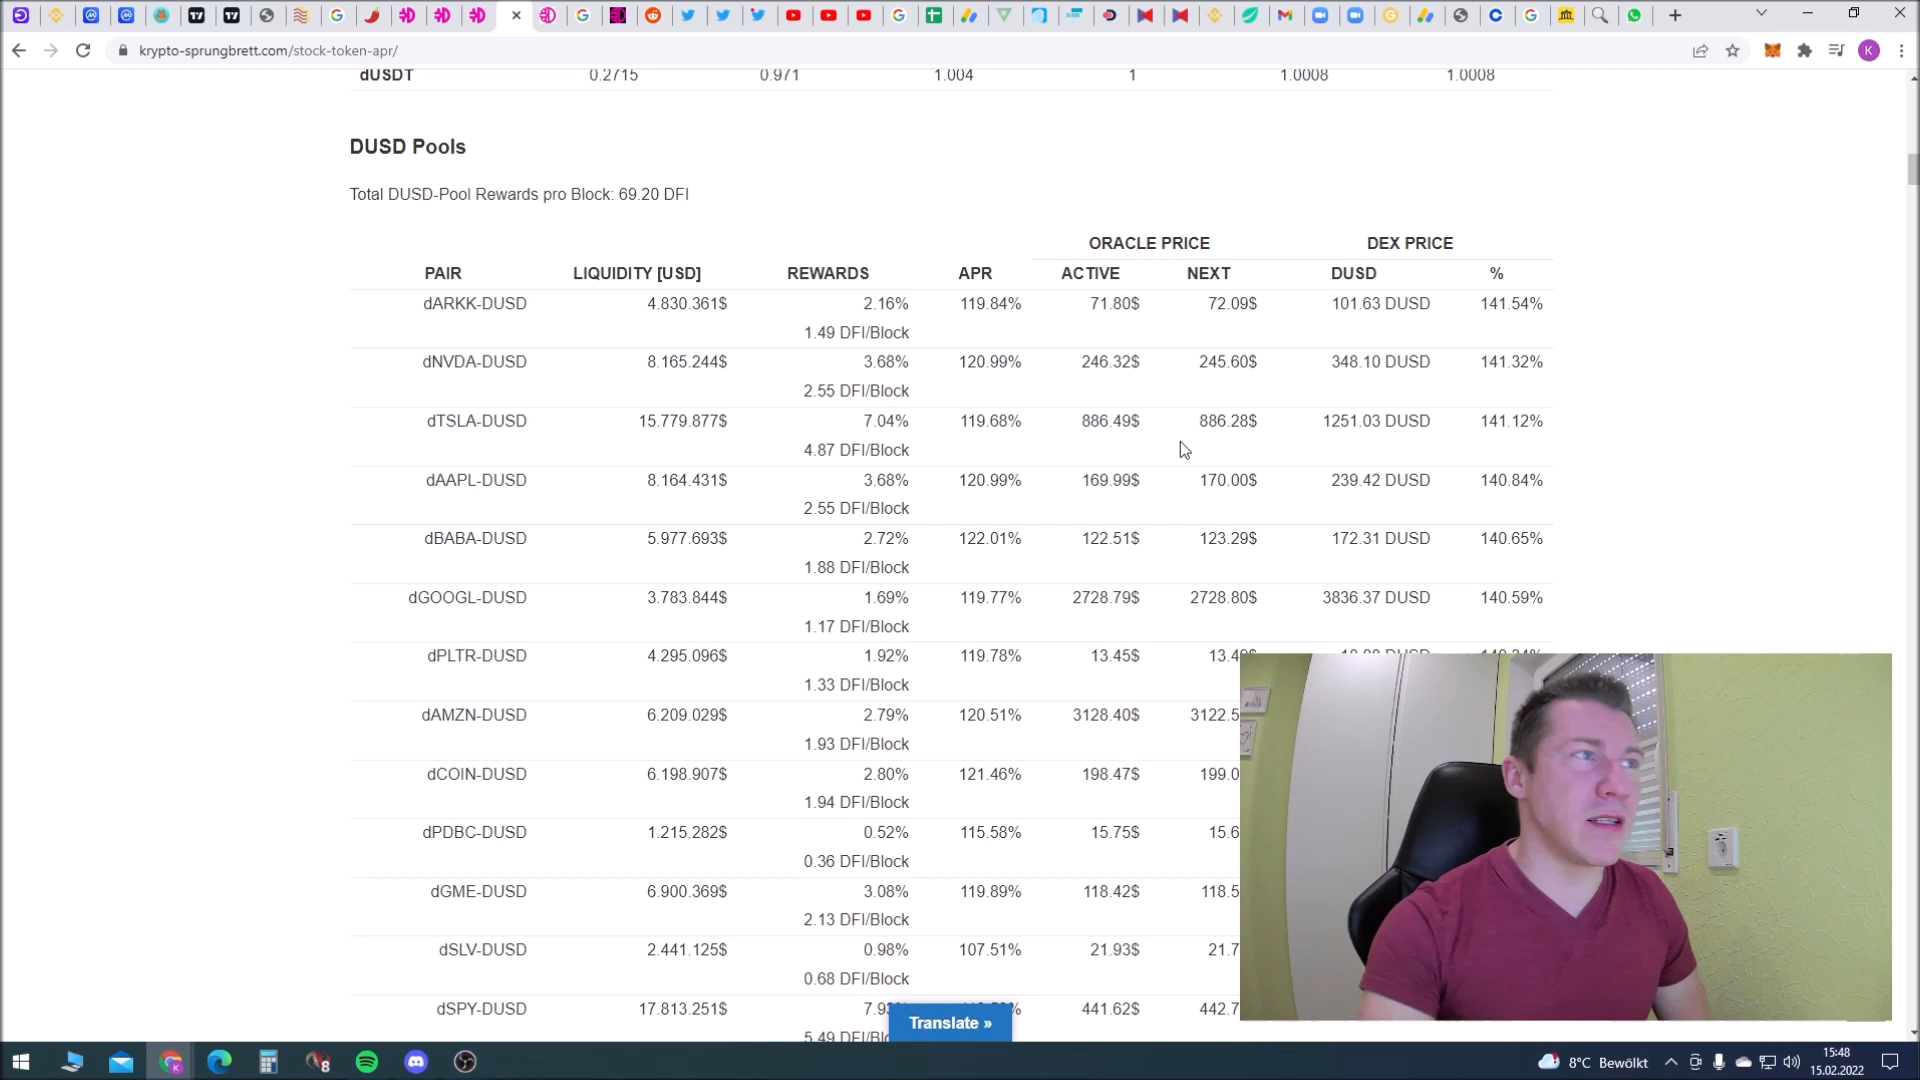 krypto-sprungbrett.com/stock-token-apr/
K
dUSDT 0.2715 0.971 1.004 1 1.0008 1.0008
DUSD Pools
Total DUSD-Pool Rewards pro Block: 69.20 DFI
ORACLE PRICE DEX PRICE
PAIR LIQUIDITY [USD] REWARDS APR ACTIVE NEXT DUSD %
dARKK-DUSD 4.830.361$ 2.16% 119.84% 71.80$ 72.09$ 101.63 DUSD 141.54%
1.49 DFI/Block
dNVDA-DUSD 8.165.244$ 3.68% 120.99% 246.32$ 245.60$ 348.10 DUSD 141.32%
2.55 DFI/Block
dTSLA-DUSD 15.779.877$ 7.04% 119.68% 886.49$ 886.28$ 1251.03 DUSD 141.12%
4.87 DFI/Block
dAAPL-DUSD 8.164.431$ 3.68% 120.99% 169.99$ 170.00$ 239.42 DUSD 140.84%
2.55 DFI/Block
dBABA-DUSD 5.977.693$ 2.72% 122.01% 122.51$ 123.29$ 172.31 DUSD 140.65%
1.88 DFI/Block
dGOOGL-DUSD 3.783.844$ 1.69% 119.77% 2728.79$ 2728.80$ 3836.37 DUSD 140.59%
1.17 DFI/Block
dPLTR-DUSD 4.295.096$ 1.92% 119.78% 13.45$
1.33 DFI/Block
dAMZN-DUSD 6.209.029$ 2.79% 120.51% 3128.40$ 3122.5
1.93 DFI/Block
dCOIN-DUSD 6.198.907$ 2.80% 121.46% 198.47$ 199.0
1.94 DFI/Block
dPDBC-DUSD 1.215.282$ 0.52% 115.58% 15.75$ 15.6
0.36 DFI/Block
dGME-DUSD 6.900.369$ 3.08% 119.89% 118.42$ 118.5
2.13 DFI/Block
dSLV-DUSD 2.441.125$ 0.98% 107.51% 21.93$ 21.7
0.68 DFI/Block
dSPY-DUSD 17.813.251$ 441.62$ 442.7
Translate »
8°C Bewölkt
15:48
15.02.2022